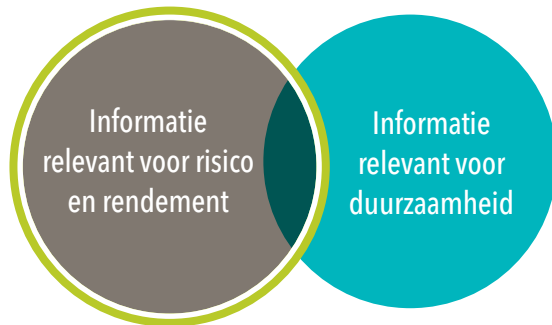 Informatie
relevant voor risico
en rendement
Informatie
relevant voor
duurzaamheid